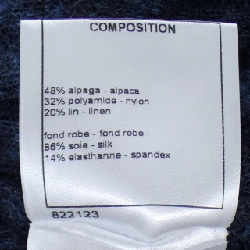 COMPOSITION
48% alpaga - alpaca
32% polyamide - nylon
20% lin - linen
fond robe - fond robe
86% soie - silk
14% elasthanne - spandex
822123